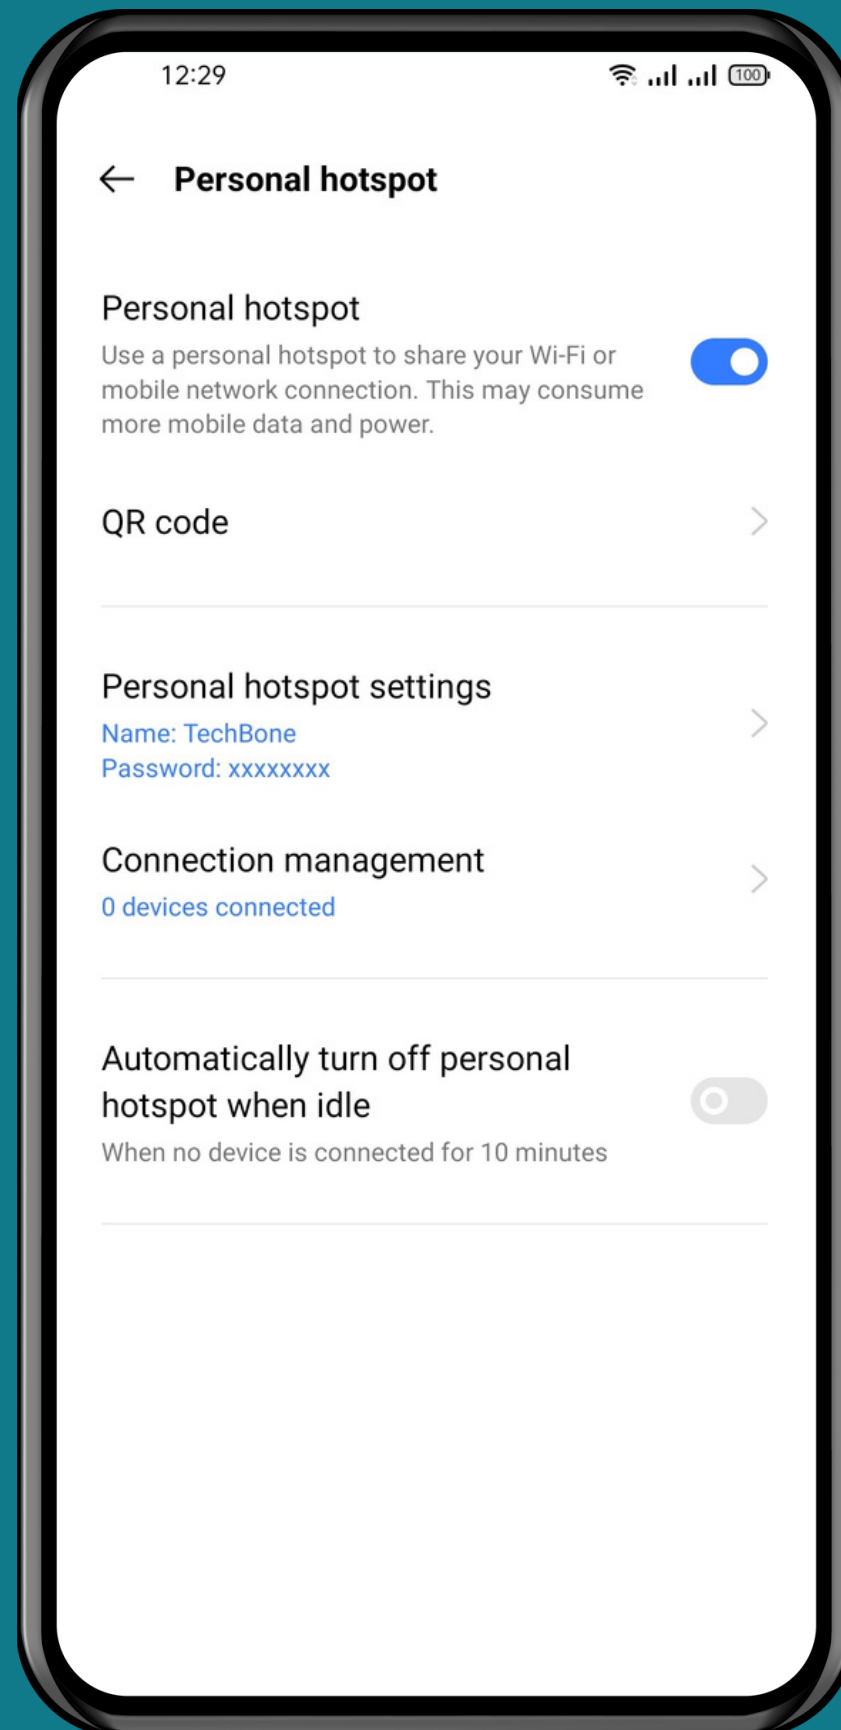 12:29
100
Personal hotspot
Personal hotspot
Use a personal hotspot to share your Wi-Fi or
mobile network connection. This may consume
more mobile data and power.
QR code
Personal hotspot settings
Name: TechBone
Password: xxxxxxxx
Connection management
0 devices connected
Automatically turn off personal
hotspot when idle
When no device is connected for 10 minutes